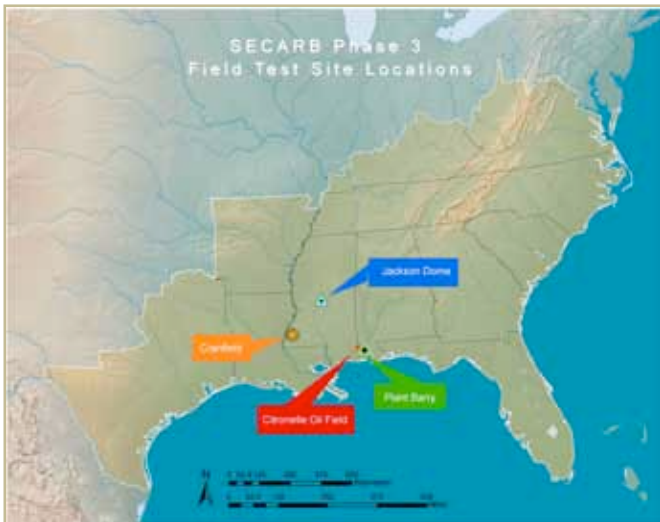 SECARB Phase 3
Field Test Site Locations
Jackson Dome
Cranfield
Plant Barry
Citronelle Oil Field
N